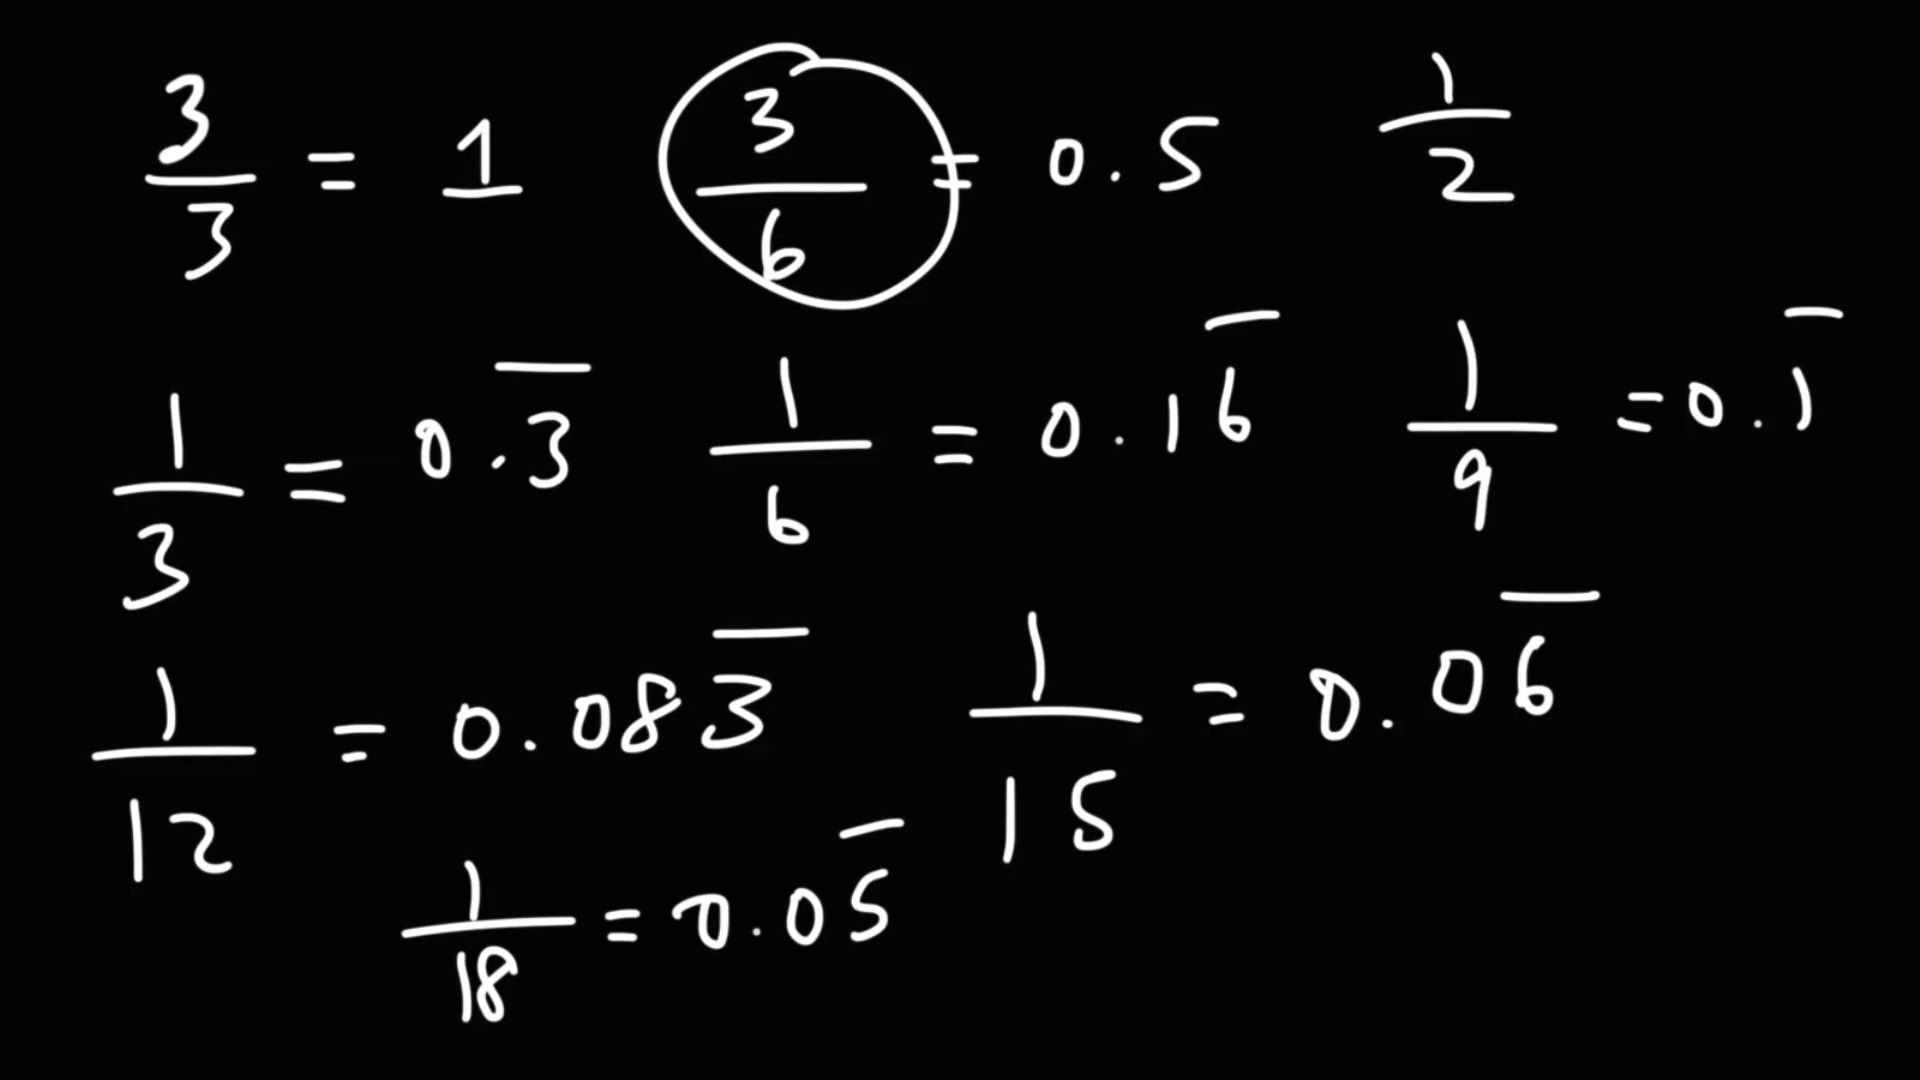 3/3 = 1 3/6 = 0.5 1/2
1/3 = 0.3̅ 1/6 = 0.16̅ 1/9 = 0.1̅
1/12 = 0.083̅ 1/15 = 0.06̅
1/18 = 0.05̅